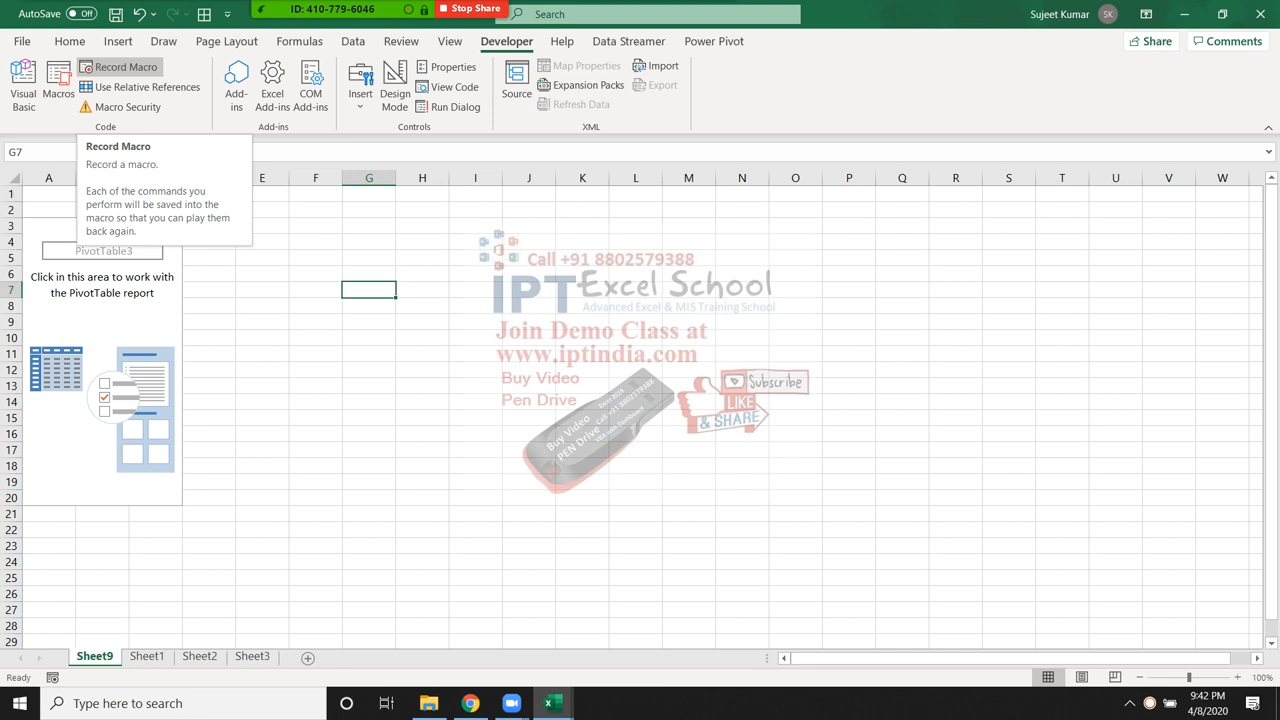 AutoSave Off
ID: 410-779-6046
Stop Share
Search
Sujeet Kumar
SK
File Home Insert Draw Page Layout Formulas Data Review View Developer Help Data Streamer Power Pivot
Share
Comments
Visual Basic
Macros
Record Macro
Use Relative References
Macro Security
Code
Add-ins
Excel Add-ins
COM Add-ins
Add-ins
Insert
Design Mode
Properties
View Code
Run Dialog
Controls
Source
Map Properties
Expansion Packs
Refresh Data
Import
Export
XML
G7
Record Macro
Record a macro.
Each of the commands you
perform will be saved into the
macro so that you can play them
back again.
A E F G H I J K L M N O P Q R S T U V W
1
2
3
4
5
6
7
8
9
10
11
12
13
14
15
16
17
18
19
20
21
22
23
24
25
26
27
28
29
PivotTable3
Click in this area to work with
the PivotTable report
Call +91 8802579388
IPT Excel School
Advanced Excel & MIS Training School
Join Demo Class at
www.iptindia.com
Buy Video
Pen Drive
Buy Video
PEN Drive
Call +91 8802579388
Subscribe
LIKE
& SHARE
Sheet9 Sheet1 Sheet2 Sheet3
Ready
100%
Type here to search
9:42 PM
4/8/2020